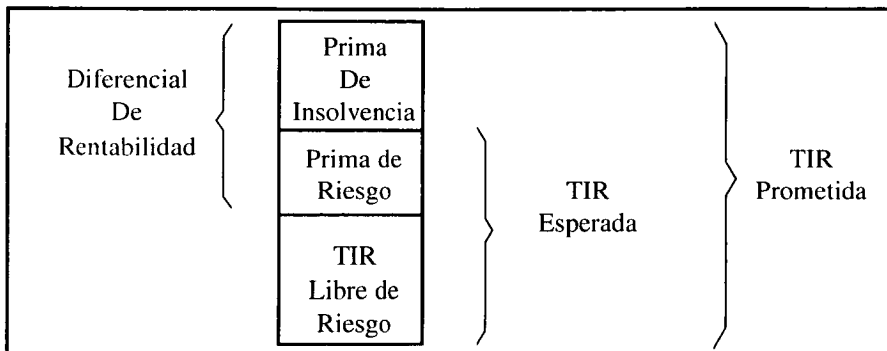 Diferencial
De
Rentabilidad
Prima
De
Insolvencia
Prima de
Riesgo
TIR
Libre de
Riesgo
TIR
Esperada
TIR
Prometida